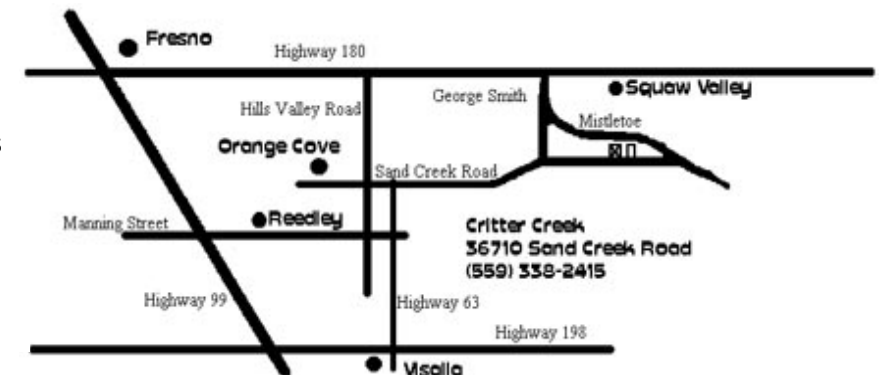 Fresno
Highway 180
George Smith
Squaw Valley
Hills Valley Road
Mistletoe
Orange Cove
Sand Creek Road
Manning Street
Reedley
Critter Creek
36710 Sand Creek Road
(559) 338-2415
Highway 99
Highway 63
Highway 198
Visalia